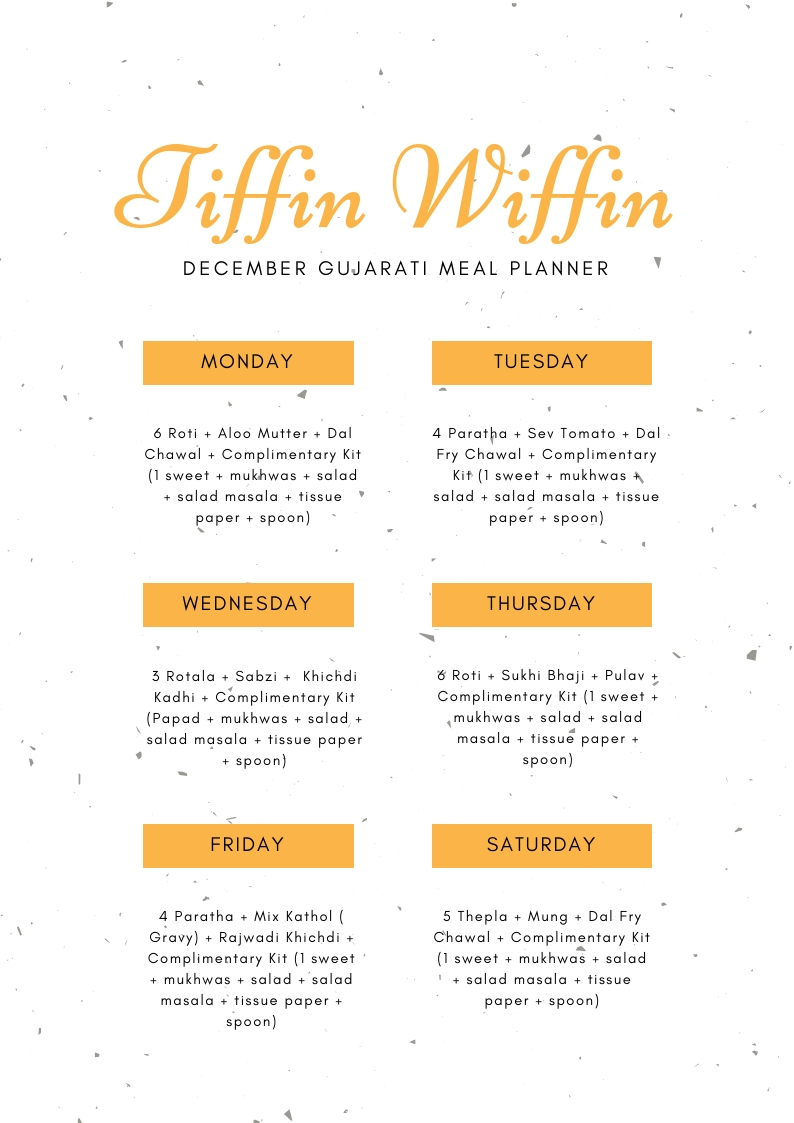 Tiffin Wiffin
DECEMBER GUJARATI MEAL PLANNER
MONDAY
6 Roti + Aloo Mutter + Dal
Chawal + Complimentary Kit
(1 sweet + mukhwas + salad
+ salad masala + tissue
paper + spoon)
TUESDAY
4 Paratha + Sev Tomato + Dal
Fry Chawal + Complimentary
Kit (1 sweet + mukhwas +
salad + salad masala + tissue
paper + spoon)
WEDNESDAY
3 Rotala + Sabzi + Khichdi
Kadhi + Complimentary Kit
(Papad + mukhwas + salad +
salad masala + tissue paper
+ spoon)
THURSDAY
6 Roti + Sukhi Bhaji + Pulav +
Complimentary Kit (1 sweet +
mukhwas + salad + salad
masala + tissue paper +
spoon)
FRIDAY
4 Paratha + Mix Kathol (
Gravy) + Rajwadi Khichdi +
Complimentary Kit (1 sweet
+ mukhwas + salad + salad
masala + tissue paper +
spoon)
SATURDAY
5 Thepla + Mung + Dal Fry
Chawal + Complimentary Kit
(1 sweet + mukhwas + salad
+ salad masala + tissue
paper + spoon)